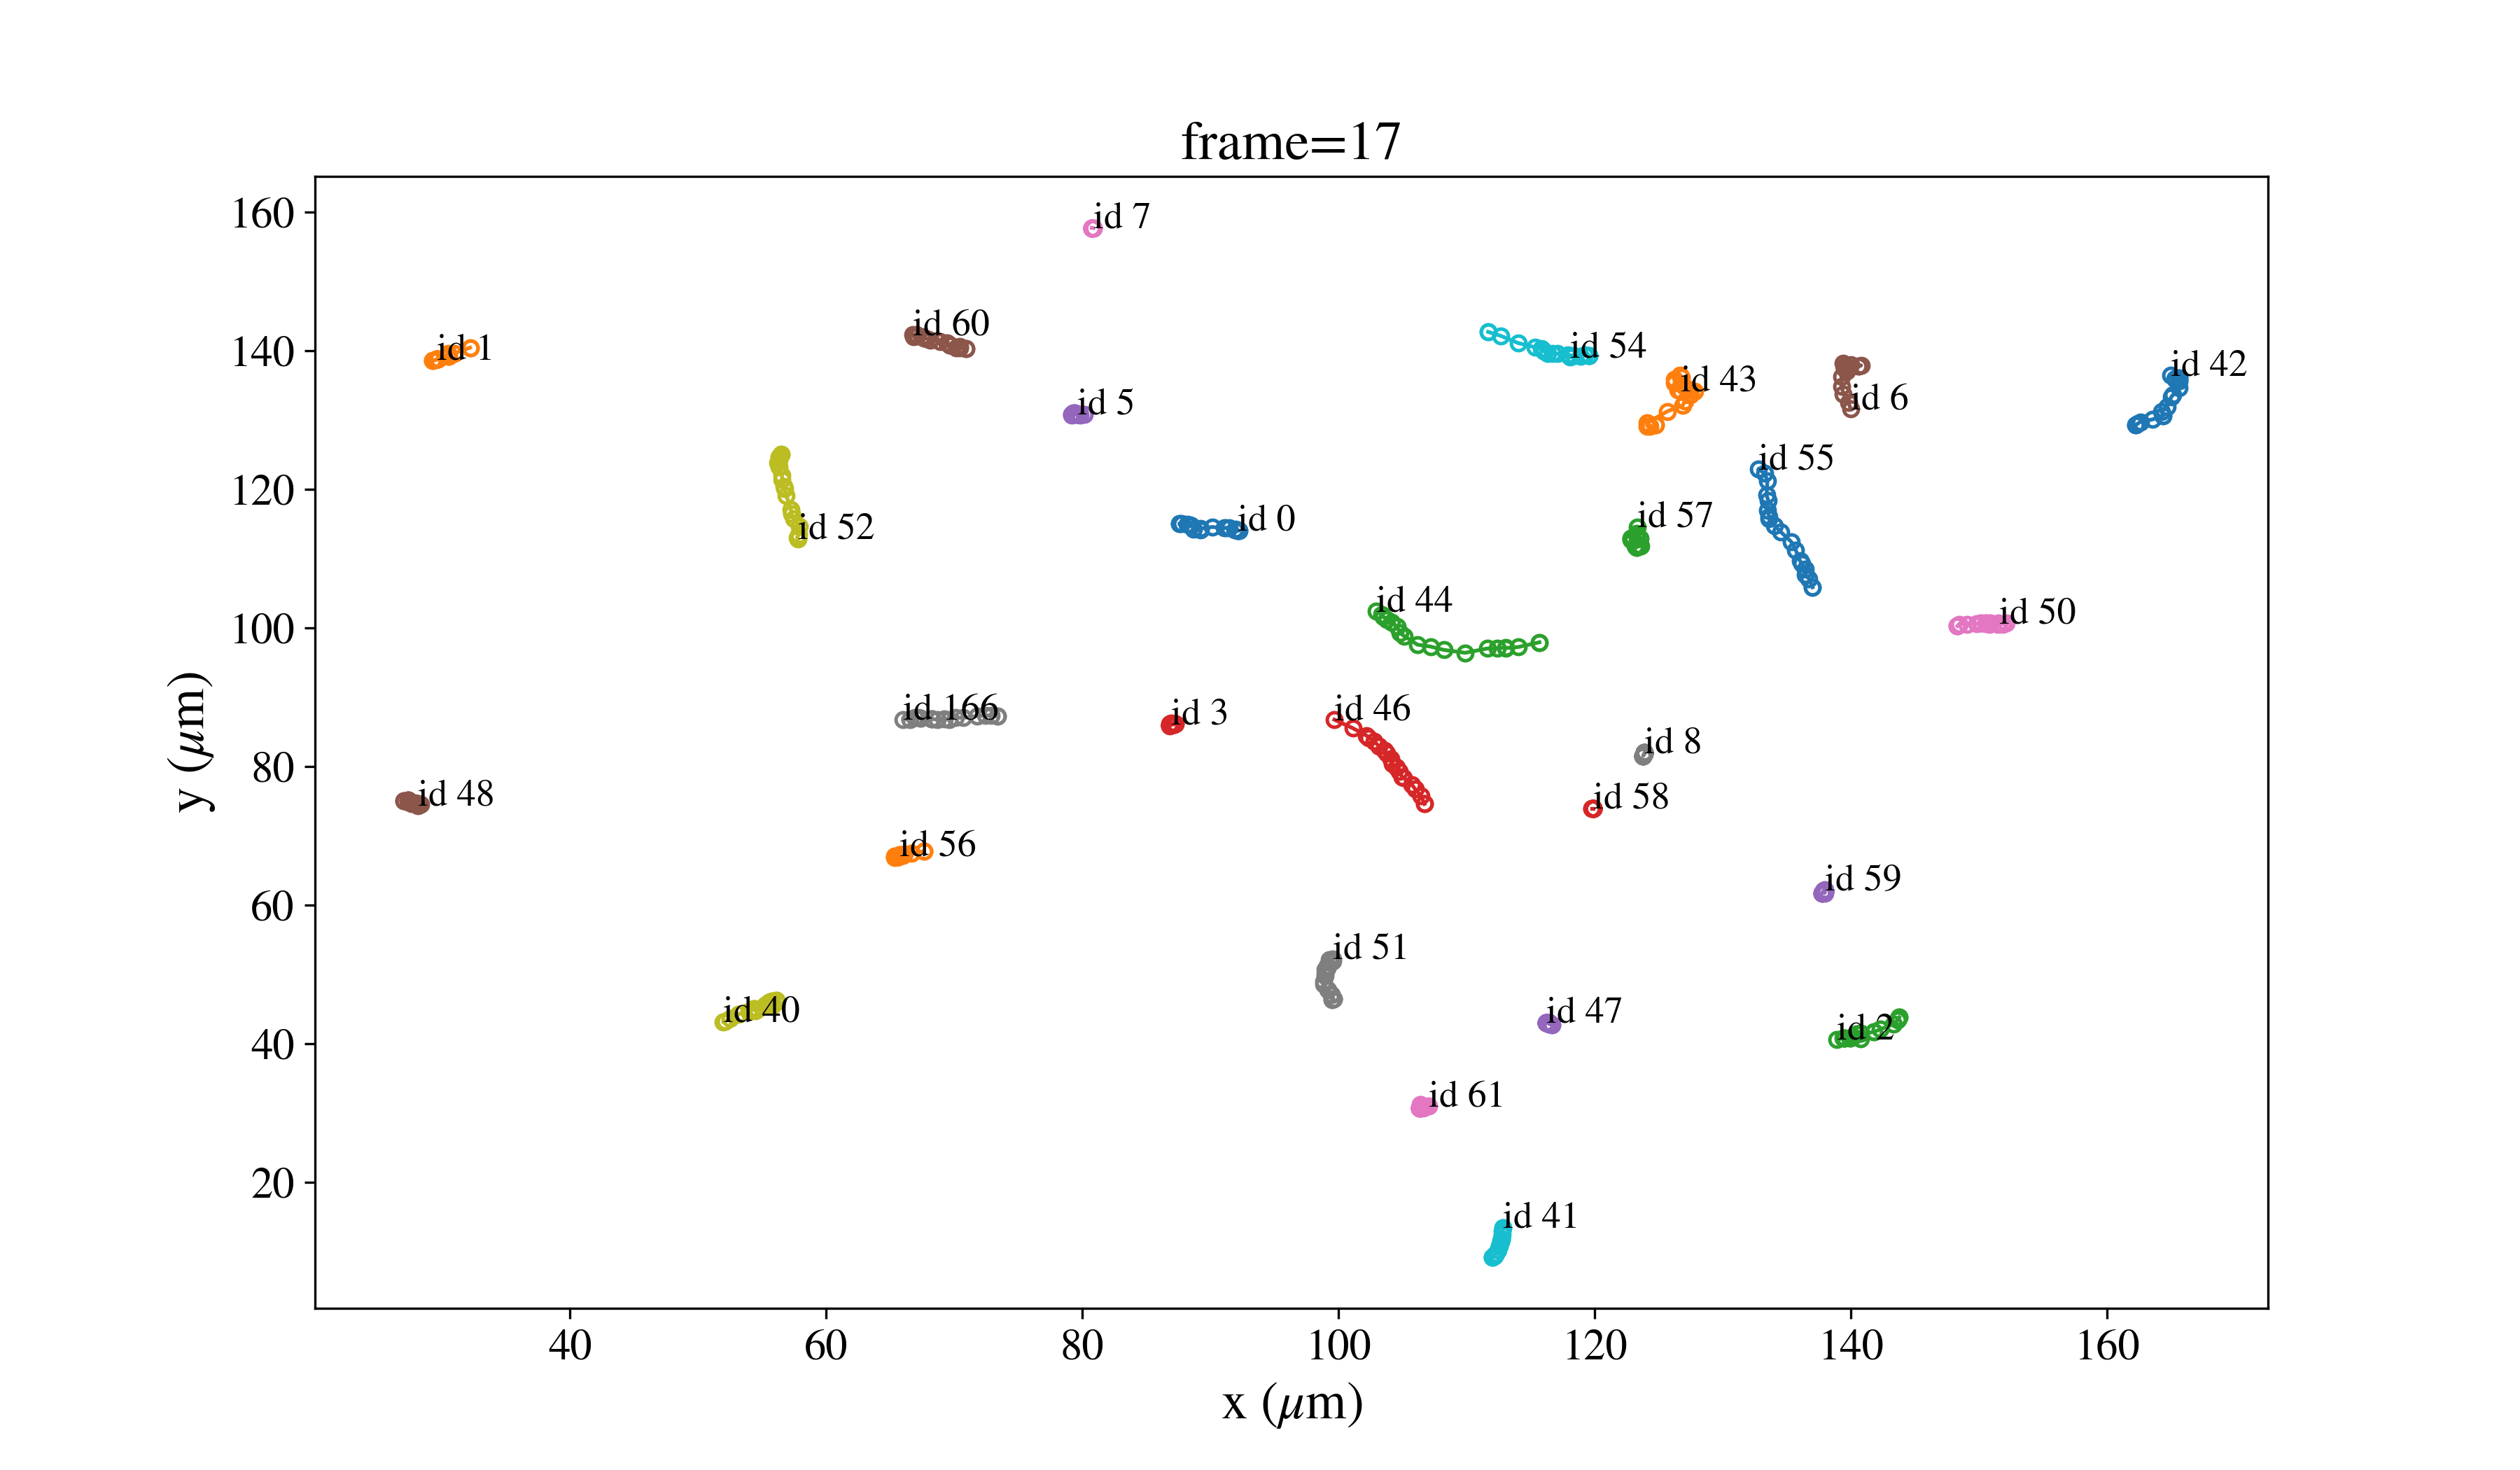 frame=17
160
id 7
id 60
id 1
140
id 54
id 42
id 43
id 6
id 5
id 55
120
id 52
id 0
id 57
id 44
100
id 50
id 166
id 3
id 46
id 8
80
id 48
id 58
id 56
id 59
60
id 51
id 40
id 47
id 2
40
id 61
20
id 41
y (μm)
40 60 80 100 120 140 160
x (μm)